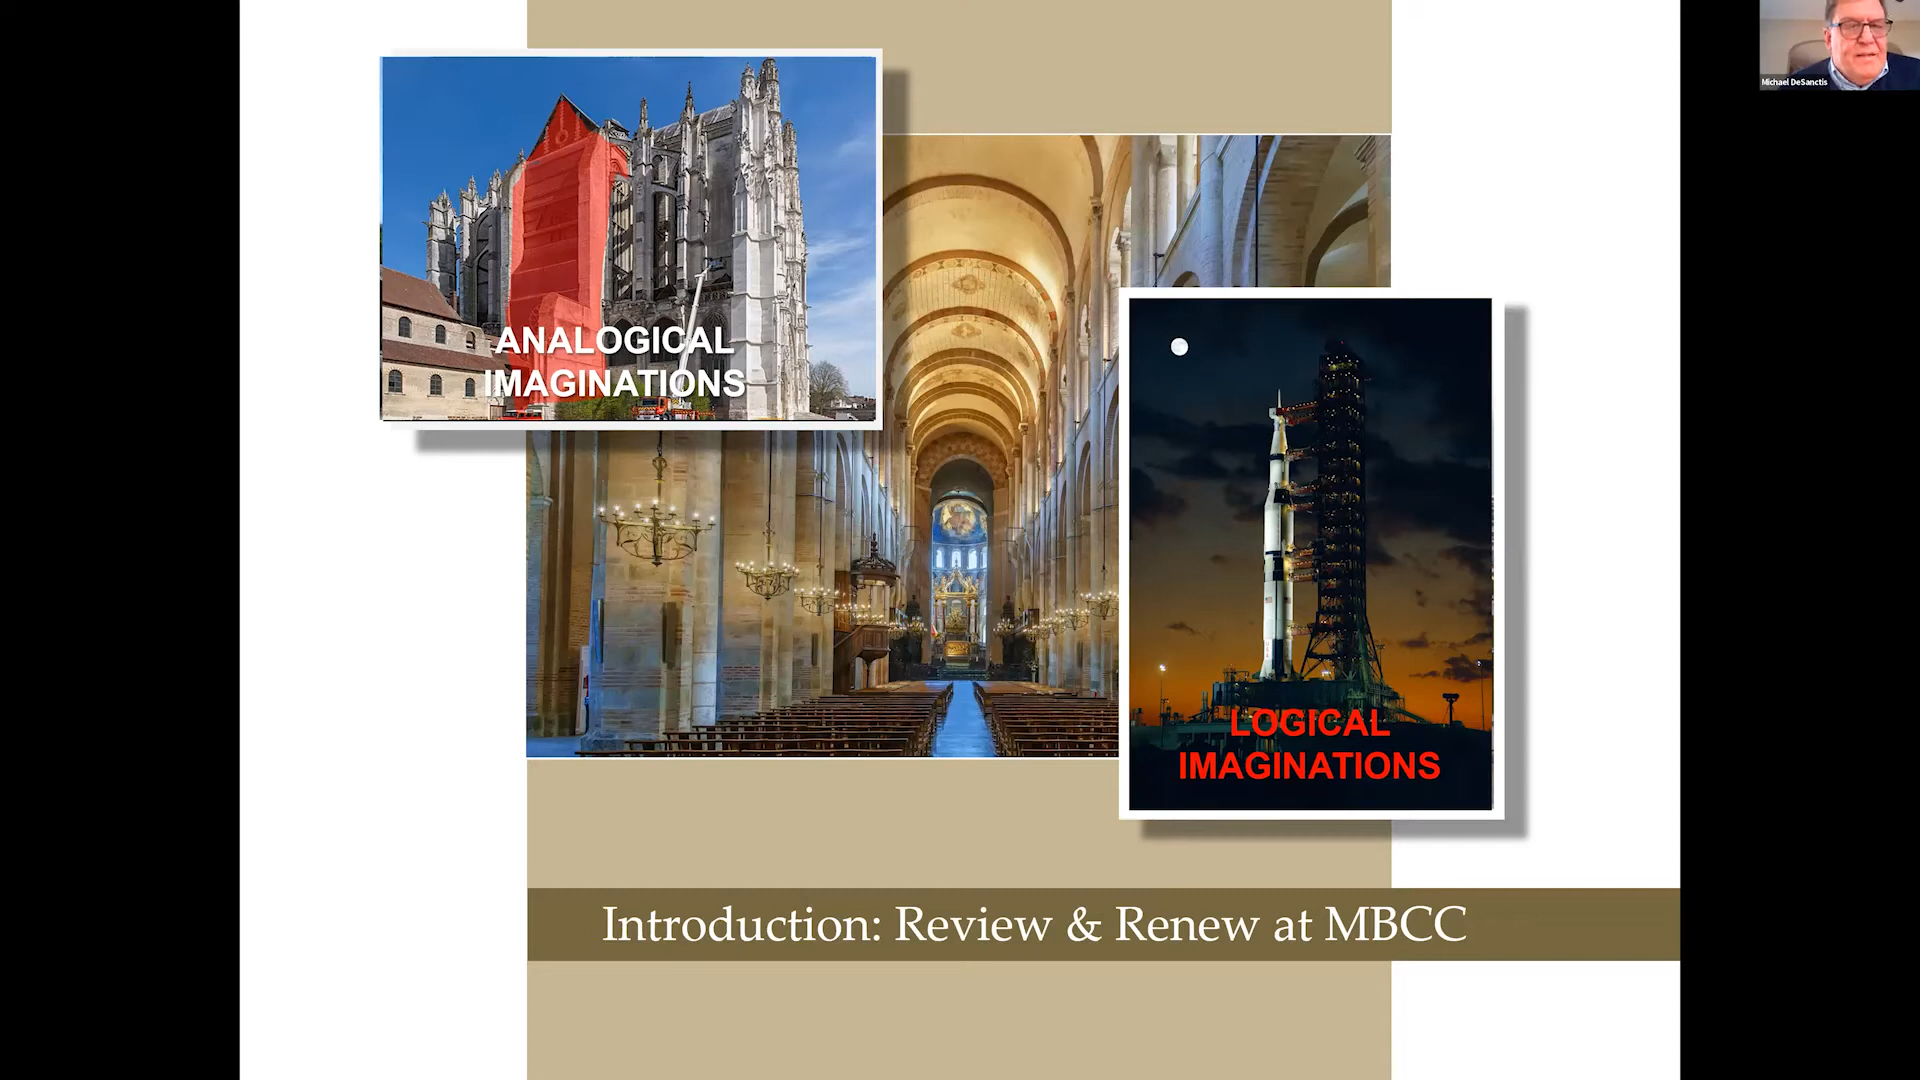 Michael DeSanctis
ANALOGICAL
IMAGINATIONS
LOGICAL
IMAGINATIONS
Introduction: Review & Renew at MBCC